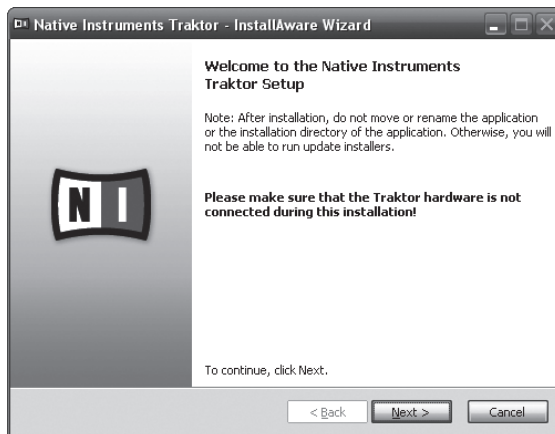 Native Instruments Traktor - InstallAware Wizard
Welcome to the Native Instruments
Traktor Setup
Note: After installation, do not move or rename the application
or the installation directory of the application. Otherwise, you will
not be able to run update installers.
Please make sure that the Traktor hardware is not
connected during this installation!
NI
To continue, click Next.
< Back
Next >
Cancel